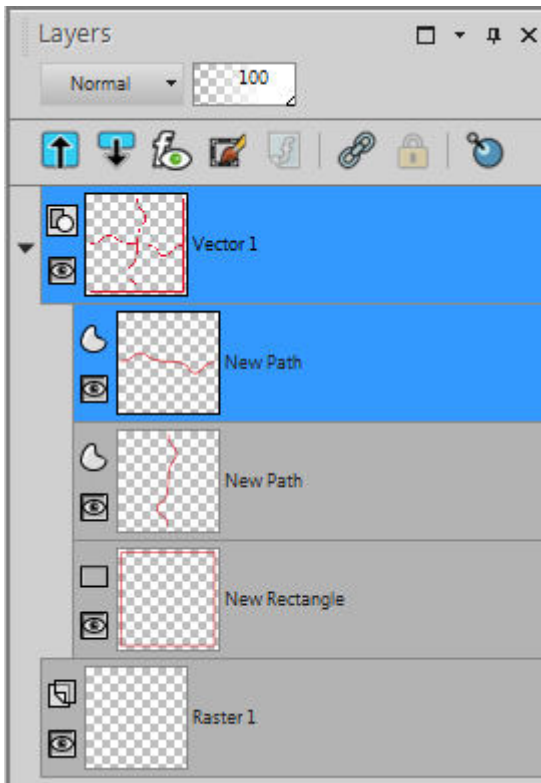 Layers
Normal
100
Vector 1
New Path
New Path
New Rectangle
Raster 1